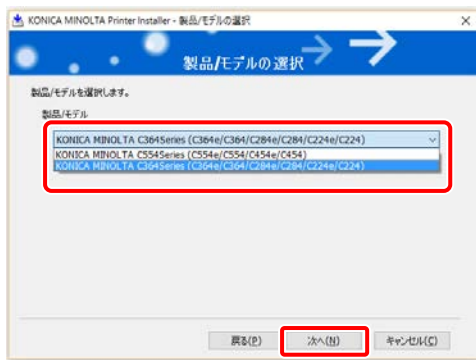 KONICA MINOLTA Printer Installer - 製品/モデルの選択
製品/モデルの選択
製品/モデルを選択します。
製品/モデル
KONICA MINOLTA C364Series (C364e/C364/C284e/C284/C224e/C224)
KONICA MINOLTA C554Series (C554e/C554/C454e/C454)
KONICA MINOLTA C364Series (C364e/C364/C284e/C284/C224e/C224)
戻る(P) 次へ(N) キャンセル(C)